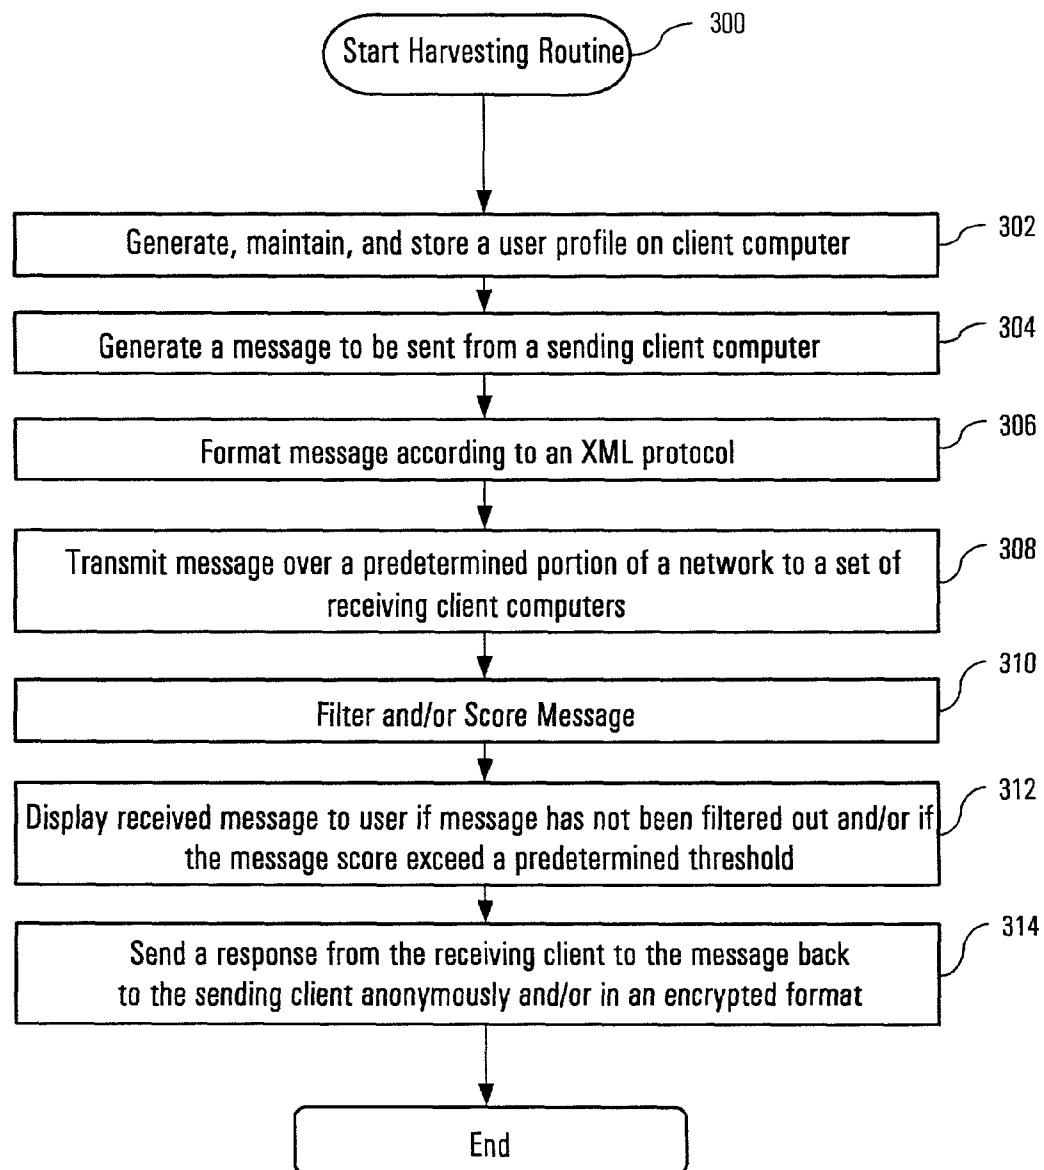 300
Start Harvesting Routine
302
Generate, maintain, and store a user profile on client computer
304
Generate a message to be sent from a sending client computer
306
Format message according to an XML protocol
308
Transmit message over a predetermined portion of a network to a set of
receiving client computers
310
Filter and/or Score Message
312
Display received message to user if message has not been filtered out and/or if
the message score exceed a predetermined threshold
314
Send a response from the receiving client to the message back
to the sending client anonymously and/or in an encrypted format
End